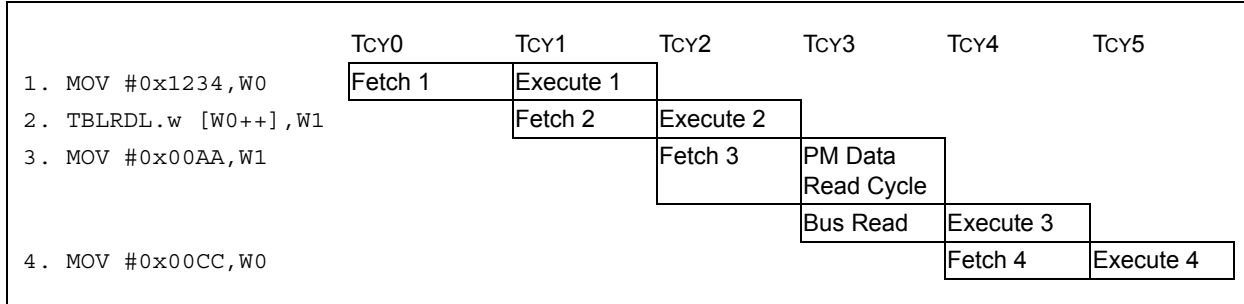 TCY0 TCY1 TCY2 TCY3 TCY4 TCY5
1. MOV #0x1234,W0 Fetch 1 Execute 1
2. TBLRDL.w [W0++],W1 Fetch 2 Execute 2
3. MOV #0x00AA,W1 Fetch 3 PM Data
Read Cycle
Bus Read Execute 3
4. MOV #0x00CC,W0 Fetch 4 Execute 4